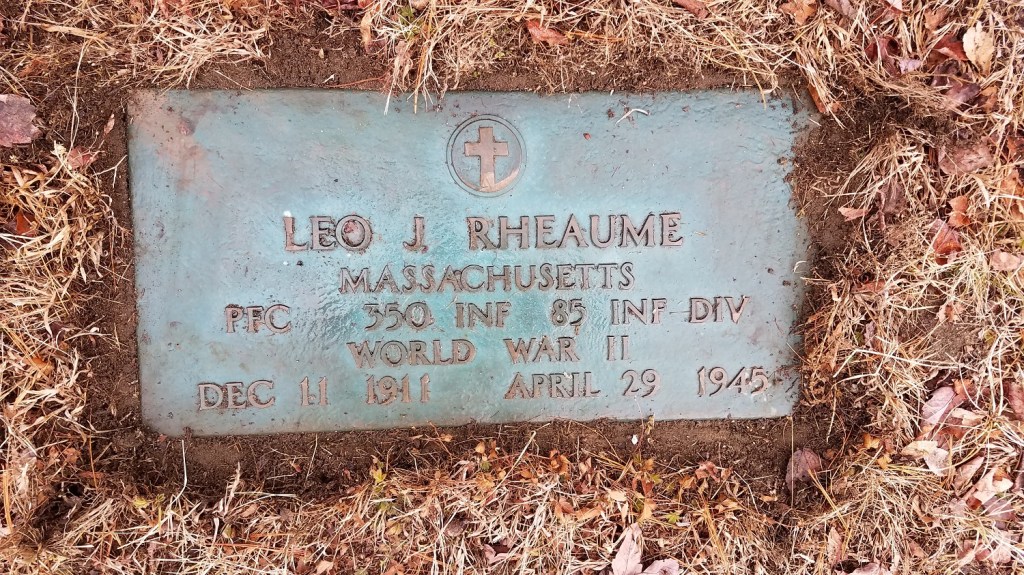 LEO J. RHEAUME
MASSACHUSETTS
PFC 350 INF 85 INF DIV
WORLD WAR II
DEC 11 1911 APRIL 29 1945